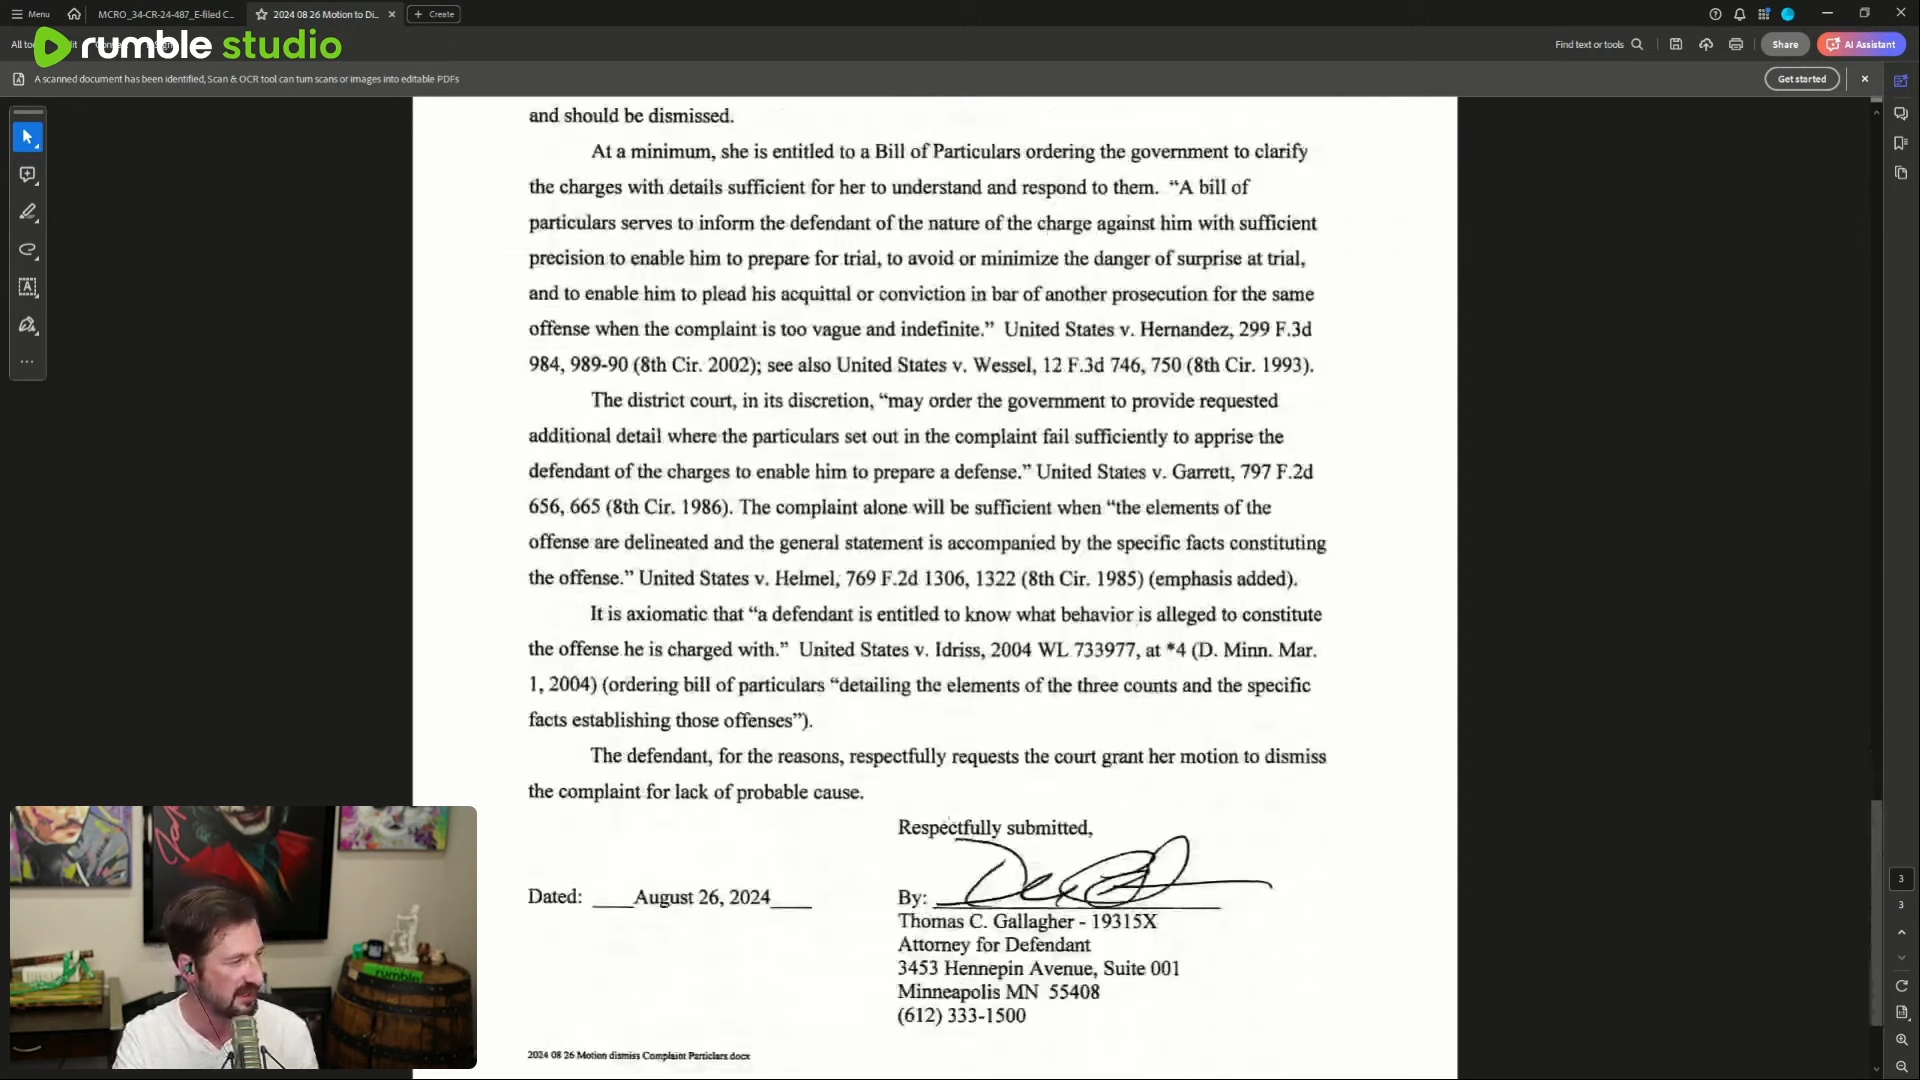 Menu
MCRO_34-CR-24-487_E-filed C...
2024 08 26 Motion to Di...
Create
All to
rumble studio
Find text or tools
Share
AI Assistant
A scanned document has been identified, Scan & OCR tool can turn scans or images into editable PDFs
Get started
and should be dismissed.
At a minimum, she is entitled to a Bill of Particulars ordering the government to clarify
the charges with details sufficient for her to understand and respond to them. “A bill of
particulars serves to inform the defendant of the nature of the charge against him with sufficient
precision to enable him to prepare for trial, to avoid or minimize the danger of surprise at trial,
and to enable him to plead his acquittal or conviction in bar of another prosecution for the same
offense when the complaint is too vague and indefinite.” United States v. Hernandez, 299 F.3d
984, 989-90 (8th Cir. 2002); see also United States v. Wessel, 12 F.3d 746, 750 (8th Cir. 1993).
The district court, in its discretion, “may order the government to provide requested
additional detail where the particulars set out in the complaint fail sufficiently to apprise the
defendant of the charges to enable him to prepare a defense.” United States v. Garrett, 797 F.2d
656, 665 (8th Cir. 1986). The complaint alone will be sufficient when “the elements of the
offense are delineated and the general statement is accompanied by the specific facts constituting
the offense.” United States v. Helmel, 769 F.2d 1306, 1322 (8th Cir. 1985) (emphasis added).
It is axiomatic that “a defendant is entitled to know what behavior is alleged to constitute
the offense he is charged with.” United States v. Idriss, 2004 WL 733977, at *4 (D. Minn. Mar.
1, 2004) (ordering bill of particulars “detailing the elements of the three counts and the specific
facts establishing those offenses”).
The defendant, for the reasons, respectfully requests the court grant her motion to dismiss
the complaint for lack of probable cause.
Respectfully submitted,
Dated: ____August 26, 2024____
By:
Thomas C. Gallagher - 19315X
Attorney for Defendant
3453 Hennepin Avenue, Suite 001
Minneapolis MN 55408
(612) 333-1500
2024 08 26 Motion dismiss Complaint Particlars.docx
3
3
rumble